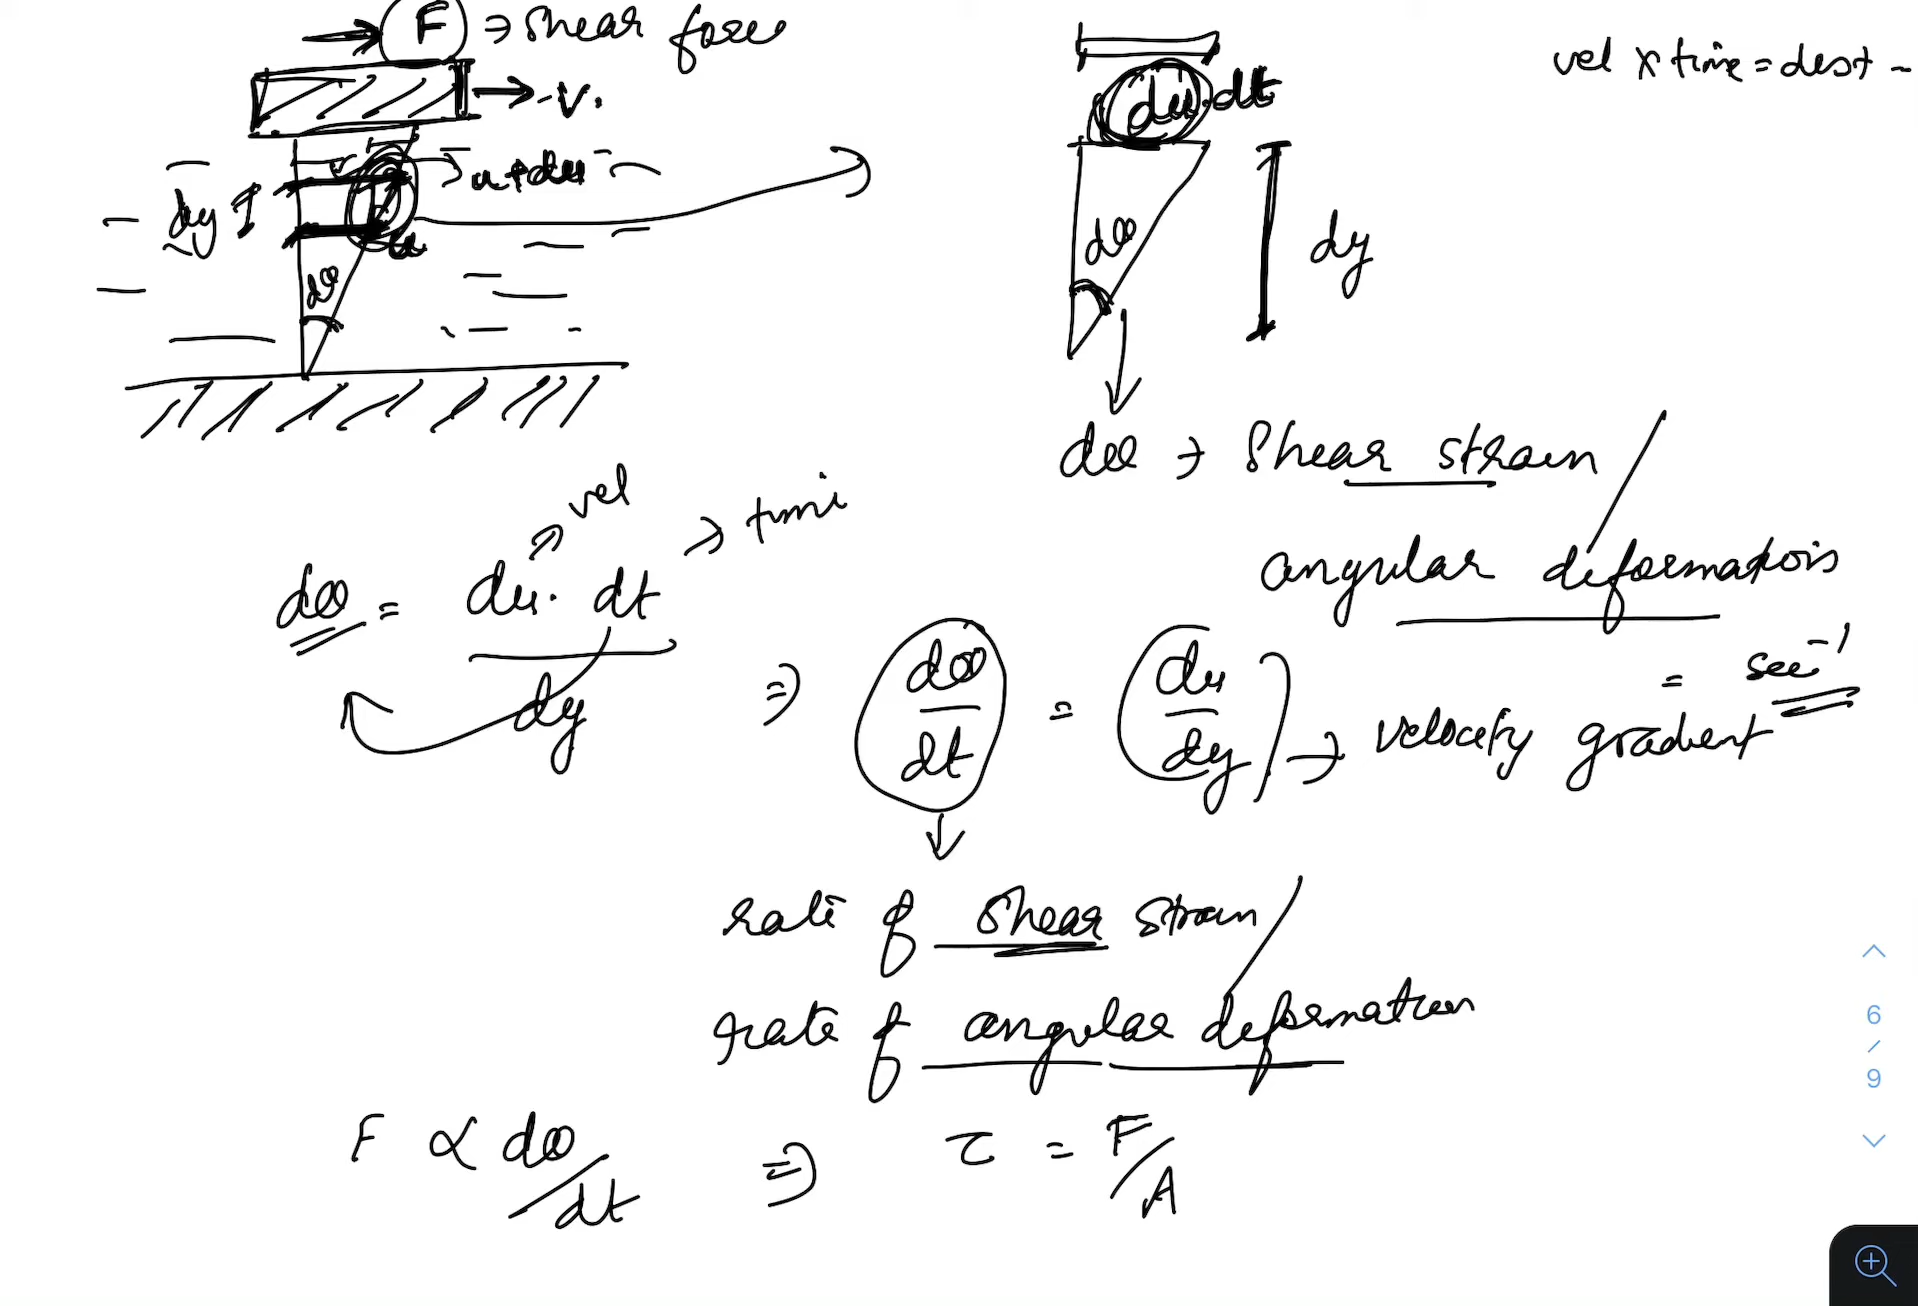 F ⇒ shear force
→ V.
u+du
dy
u
dθ
du.dt
vel x time = dist -
dθ
dy
dθ → Shear strain /
angular deformation
vel
time
dθ = du. dt / dy
⇒ dθ/dt = (du/dy) → velocity gradient = sec⁻¹
rate of shear strain /
rate of angular deformation
F ∝ dθ/dt ⇒ τ = F/A
6
/
9